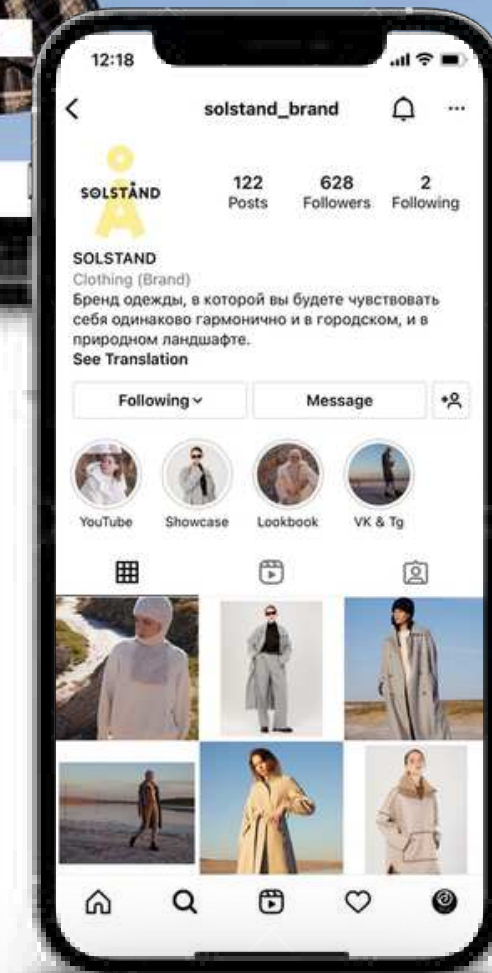 12:18
solstand_brand
SOLSTÅND
122 628 2
Posts Followers Following
SOLSTAND
Clothing (Brand)
Бренд одежды, в которой вы будете чувствовать
себя одинаково гармонично и в городском, и в
природном ландшафте.
See Translation
Following Message
YouTube Showcase Lookbook VK & Tg